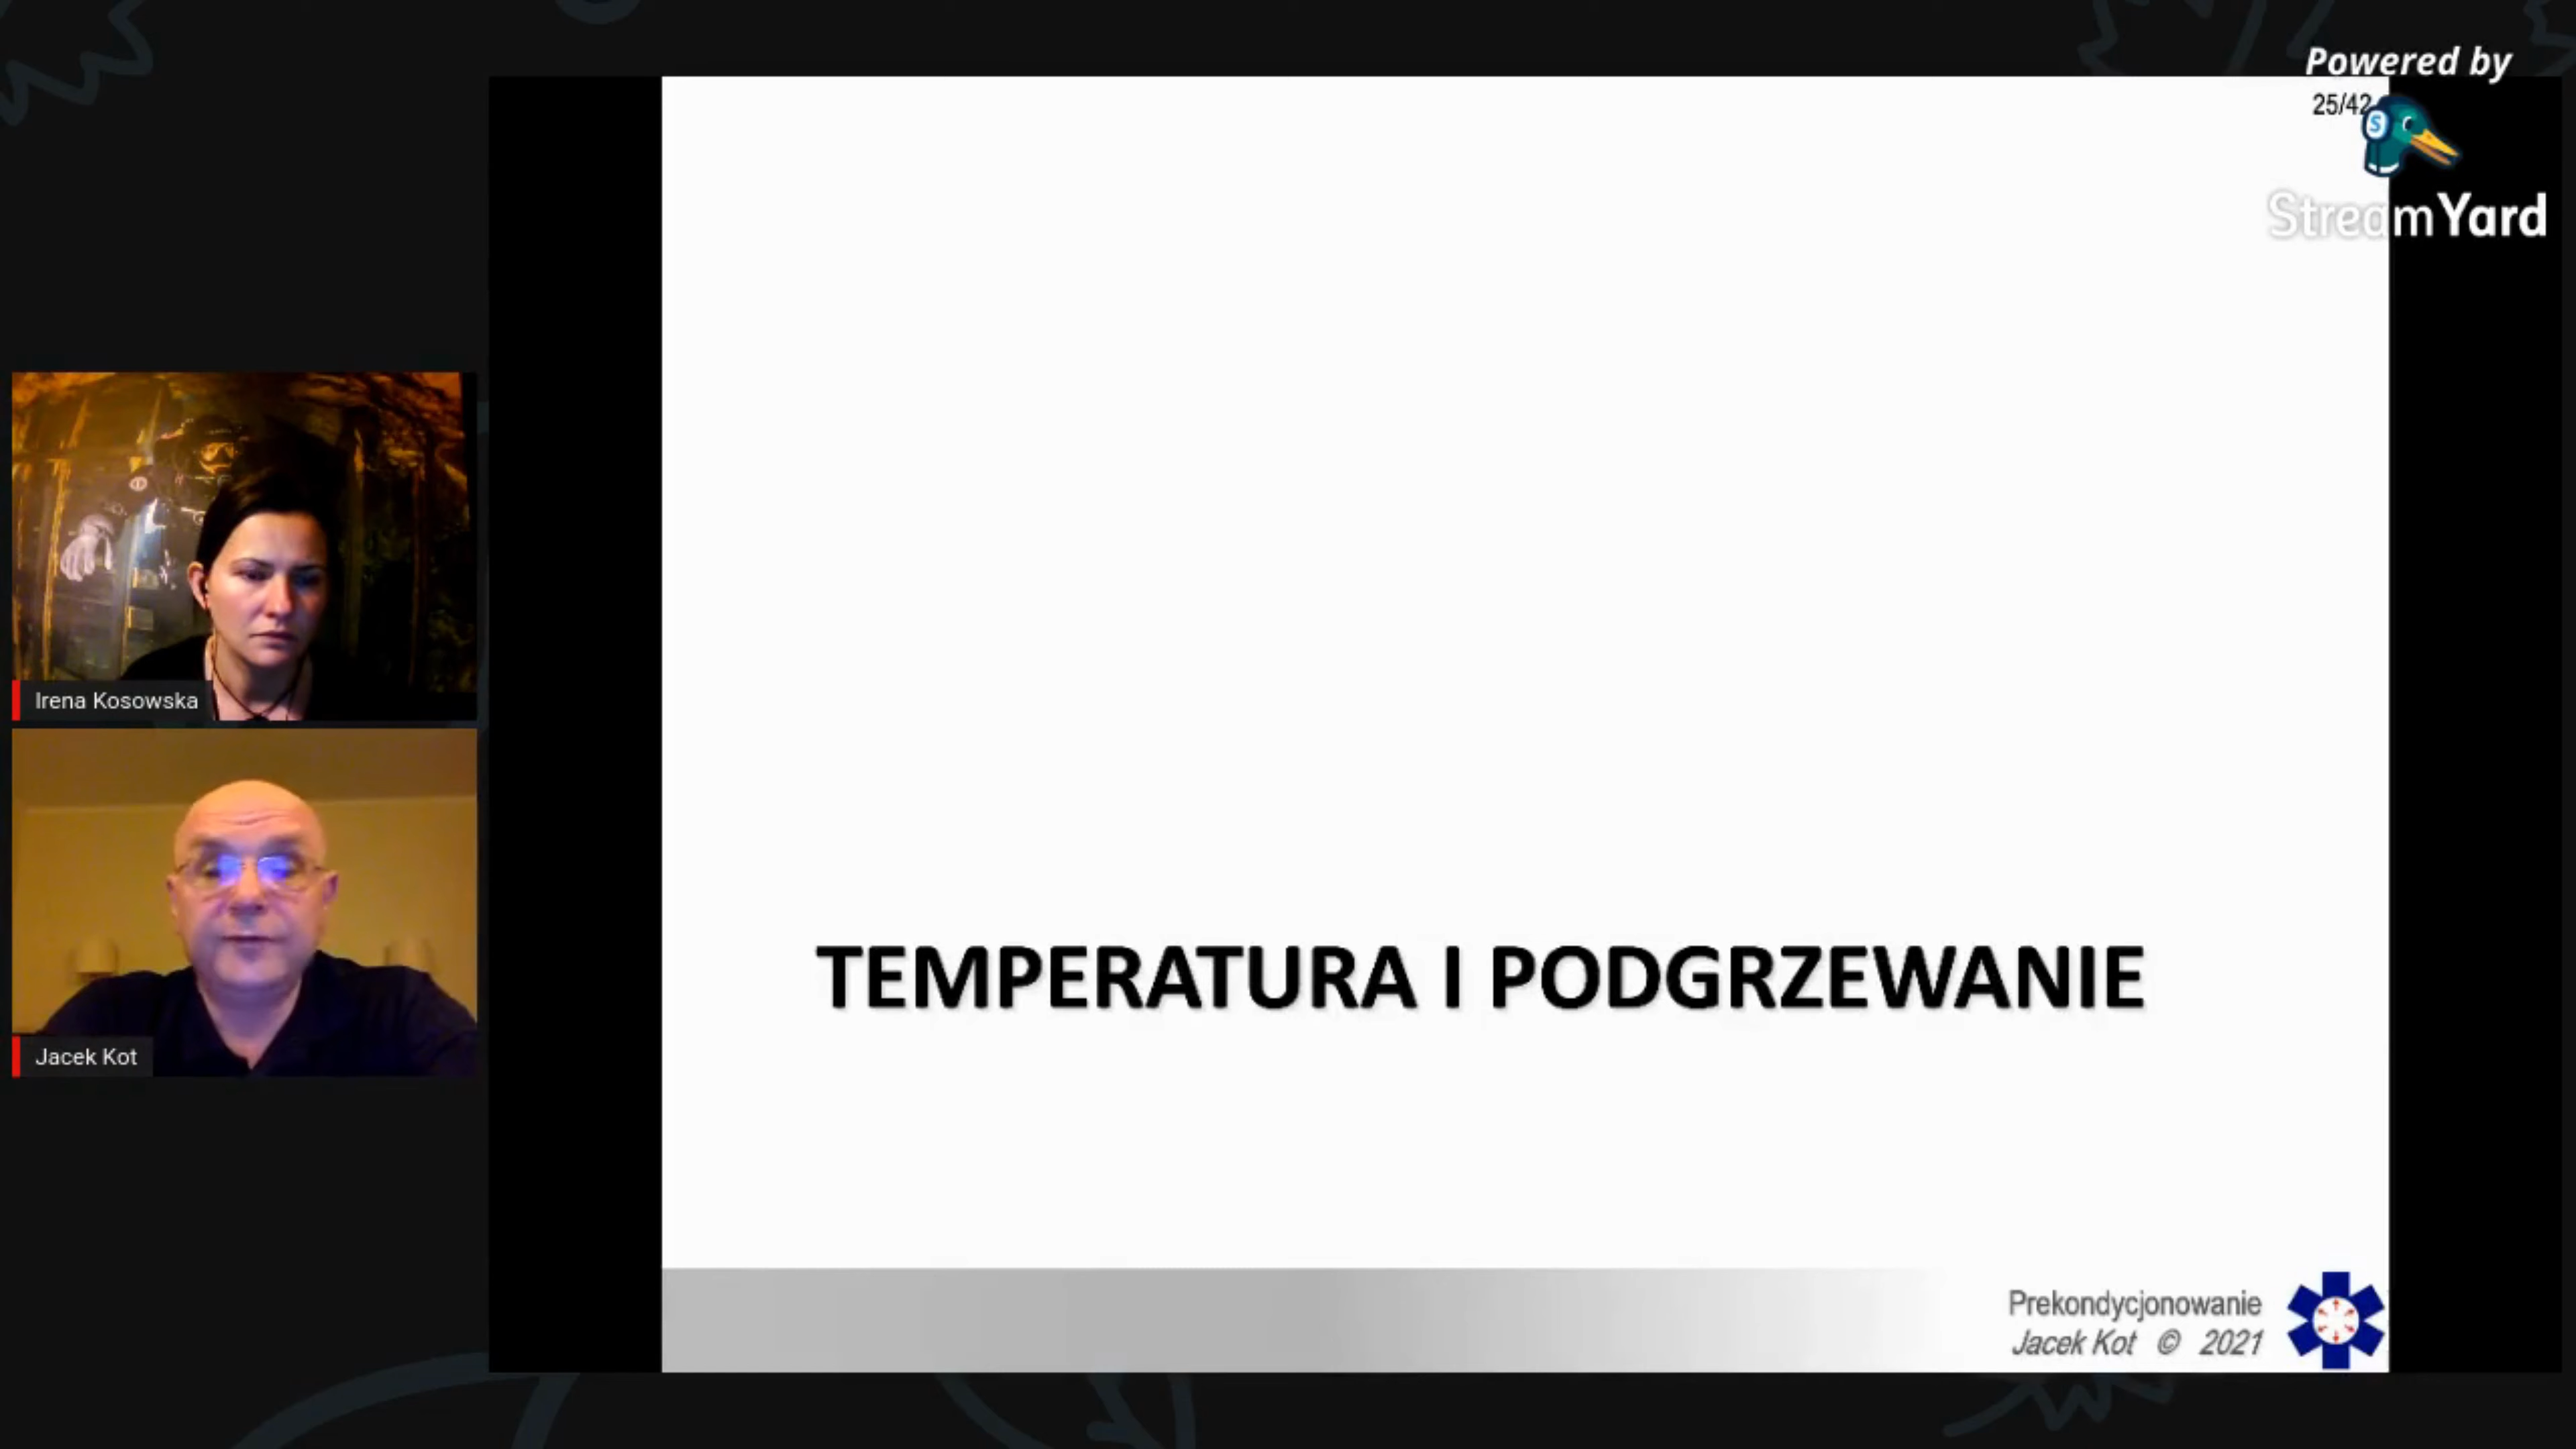 Powered by
25/42
StreamYard
Irena Kosowska
Jacek Kot
TEMPERATURA I PODGRZEWANIE
Prekondycjonowanie
Jacek Kot © 2021